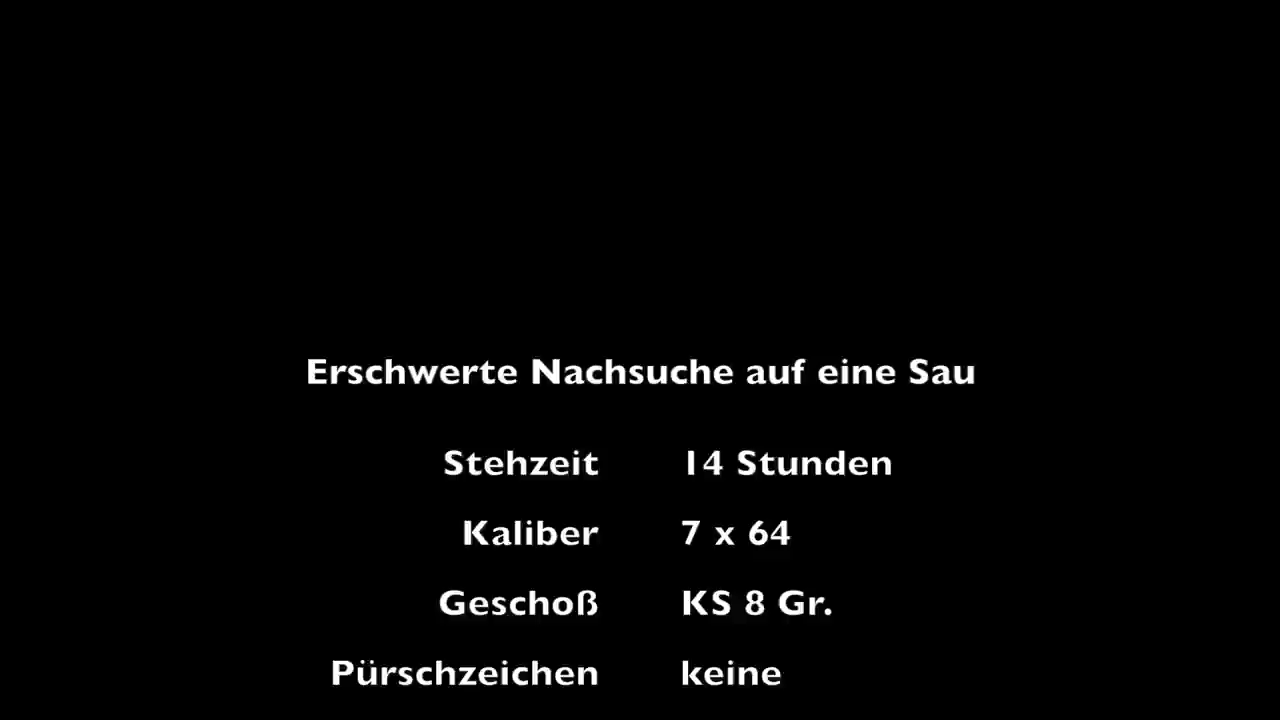 Erschwerte Nachsuche auf eine Sau
Stehzeit 14 Stunden
Kaliber 7 x 64
Geschoß KS 8 Gr.
Pürschzeichen keine